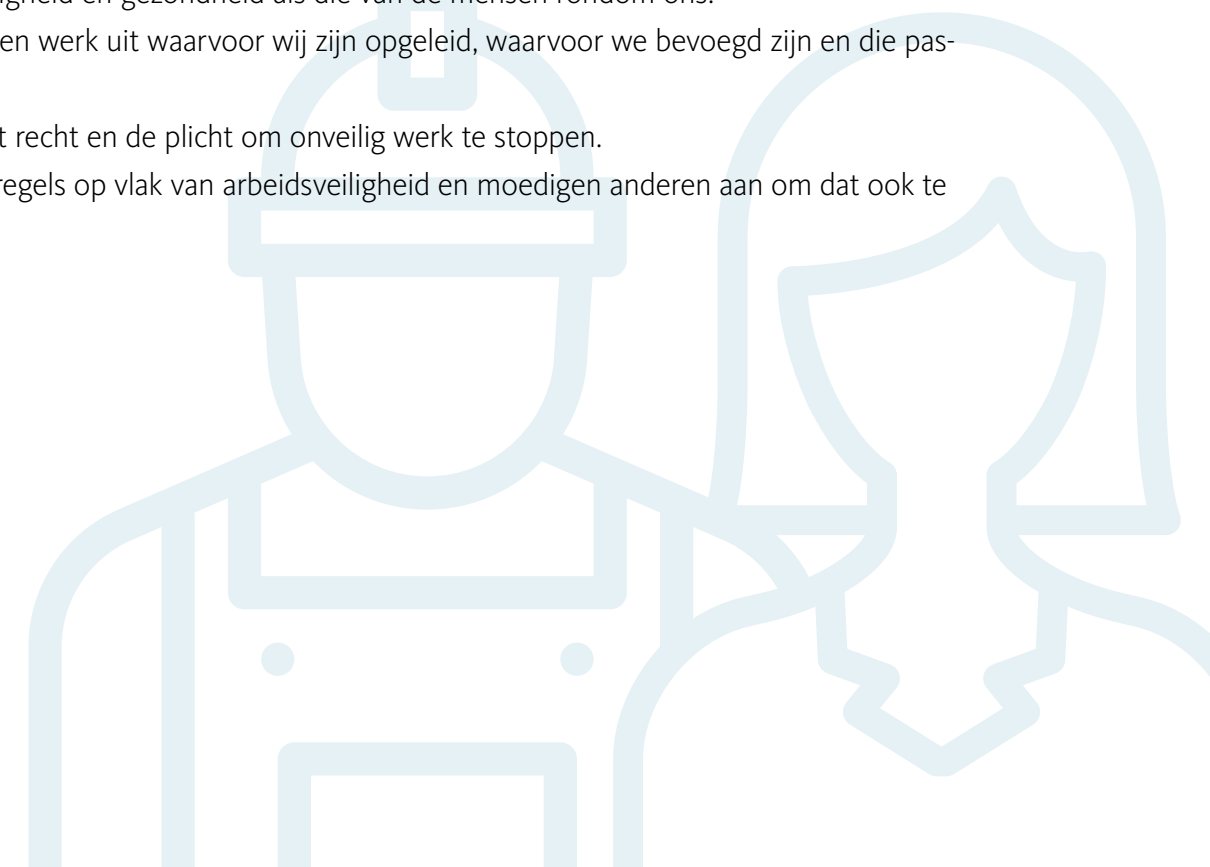 en gezondheid als die van de mensen rondom ons.
en werk uit waarvoor wij zijn opgeleid, waarvoor we bevoegd zijn en die pas-
t recht en de plicht om onveilig werk te stoppen.
regels op vlak van arbeidsveiligheid en moedigen anderen aan om dat ook te